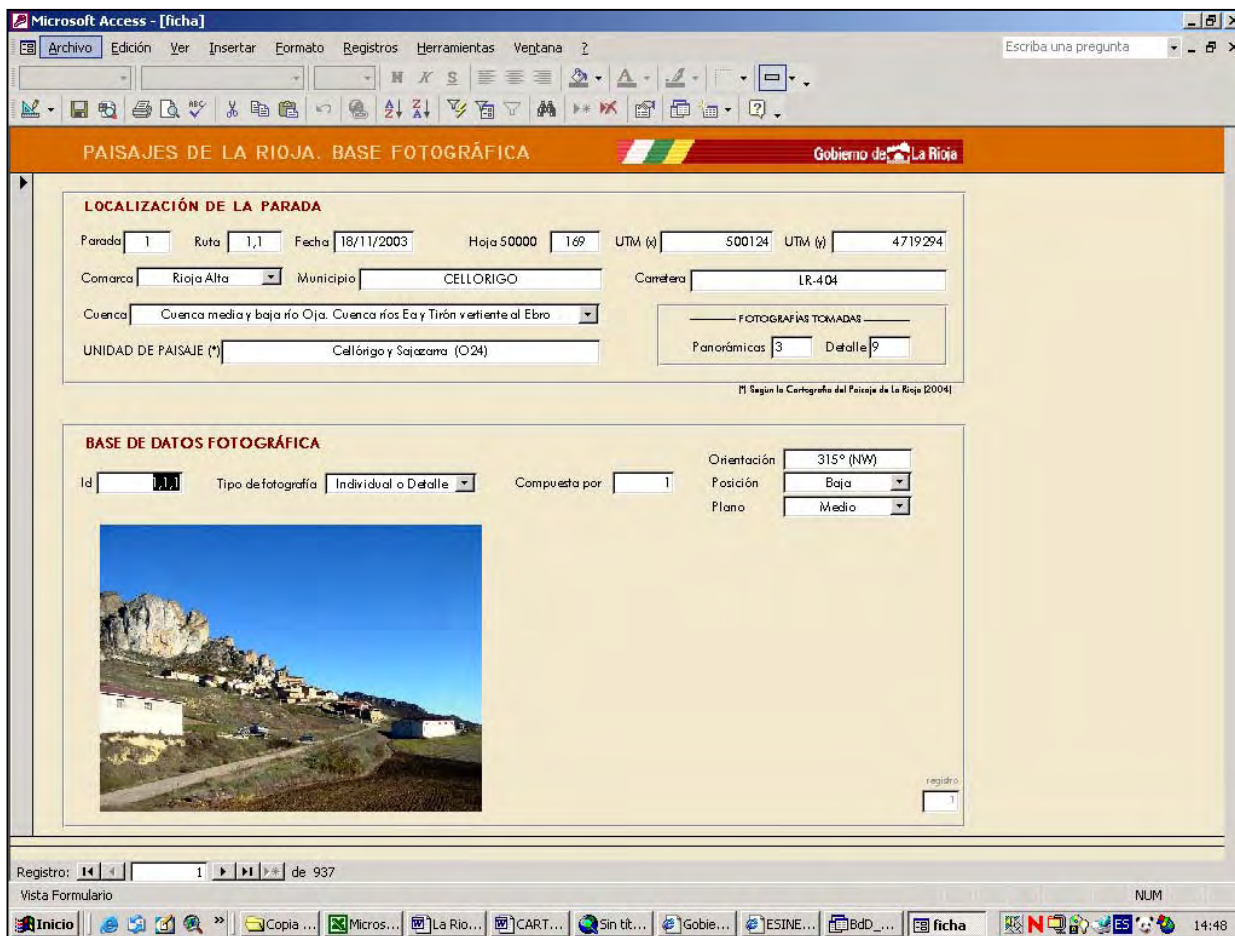 Microsoft Access - [ficha]
Archivo Edición Ver Insertar Formato Registros Herramientas Ventana ? Escriba una pregunta
N K S A
ABC
PAISAJES DE LA RIOJA. BASE FOTOGRÁFICA Gobierno de La Rioja
LOCALIZACIÓN DE LA PARADA
Parada 1 Ruta 1,1 Fecha 18/11/2003 Hoja 50000 169 UTM (x) 500124 UTM (y) 4719294
Comarca Rioja Alta Municipio CELLORIGO Carretera LR-404
Cuenca Cuenca media y baja río Oja. Cuenca ríos Ea y Tirón vertiente al Ebro
FOTOGRAFÍAS TOMADAS
UNIDAD DE PAISAJE (*) Cellórigo y Sajazarra (O24) Panorámicas 3 Detalle 9
(*) Según la Cartografía del Paisaje de La Rioja (2004)
BASE DE DATOS FOTOGRÁFICA
Orientación 315º (NW)
Id 1,1,1 Tipo de fotografía Individual o Detalle Compuesta por 1 Posición Baja
Plano Medio
registro
1
Registro: 1 de 937
Vista Formulario NUM
Inicio » Copia ... Micros... La Rio... CART... Sin tít... Gobie... ESINE... BdD_... ficha N ES 14:48